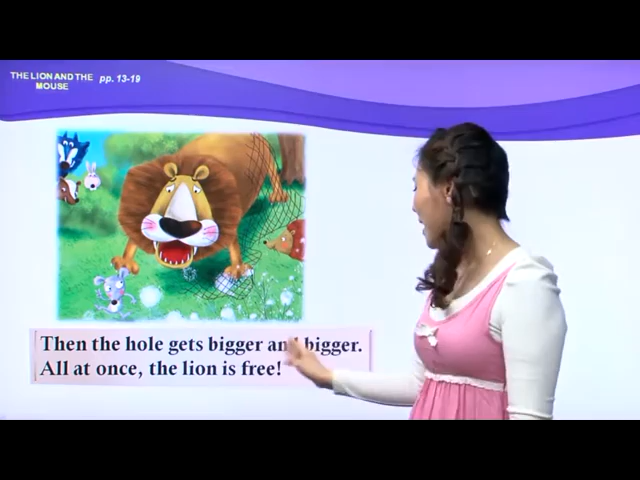 THE LION AND THE
MOUSE
pp. 13-19
Then the hole gets bigger and bigger.
All at once, the lion is free!